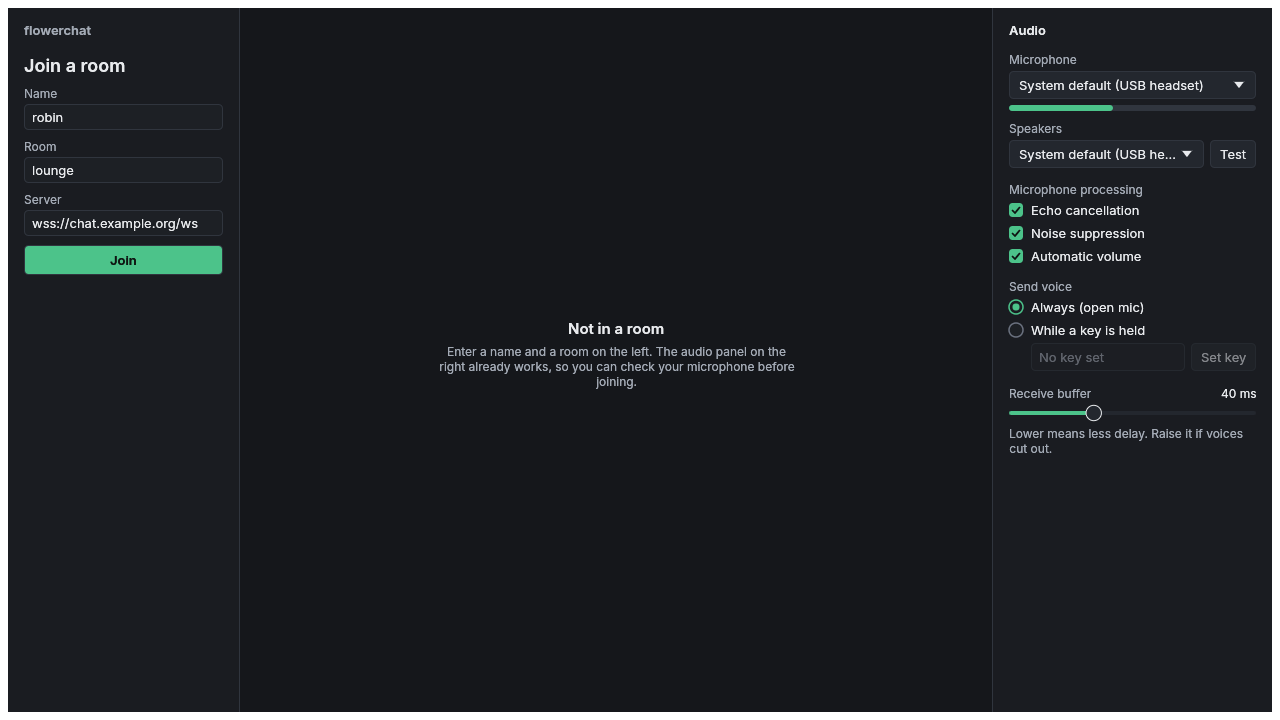 flowerchat
Join a room
Name
robin
Room
lounge
Server
wss://chat.example.org/ws
Join
Not in a room
Enter a name and a room on the left. The audio panel on the
right already works, so you can check your microphone before
joining.
Audio
Microphone
System default (USB headset)
Speakers
System default (USB he...
Test
Microphone processing
Echo cancellation
Noise suppression
Automatic volume
Send voice
Always (open mic)
While a key is held
No key set
Set key
Receive buffer
40 ms
Lower means less delay. Raise it if voices
cut out.